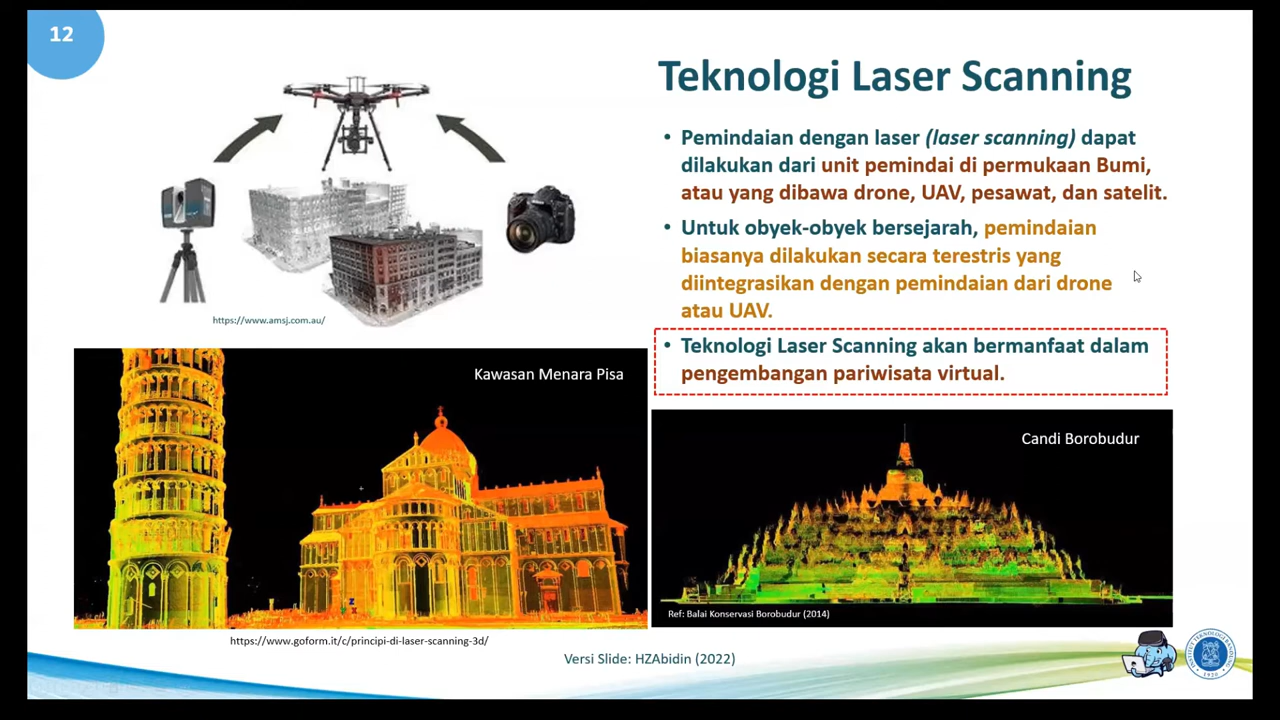 12
Teknologi Laser Scanning
• Pemindaian dengan laser (laser scanning) dapat
dilakukan dari unit pemindai di permukaan Bumi,
atau yang dibawa drone, UAV, pesawat, dan satelit.
• Untuk obyek-obyek bersejarah, pemindaian
biasanya dilakukan secara terestris yang
diintegrasikan dengan pemindaian dari drone
atau UAV.
https://www.amsj.com.au/
• Teknologi Laser Scanning akan bermanfaat dalam
pengembangan pariwisata virtual.
Kawasan Menara Pisa
Candi Borobudur
Ref: Balai Konservasi Borobudur (2014)
https://www.goform.it/c/principi-di-laser-scanning-3d/
Versi Slide: HZAbidin (2022)
INSTITUT TEKNOLOGI BANDUNG
1920